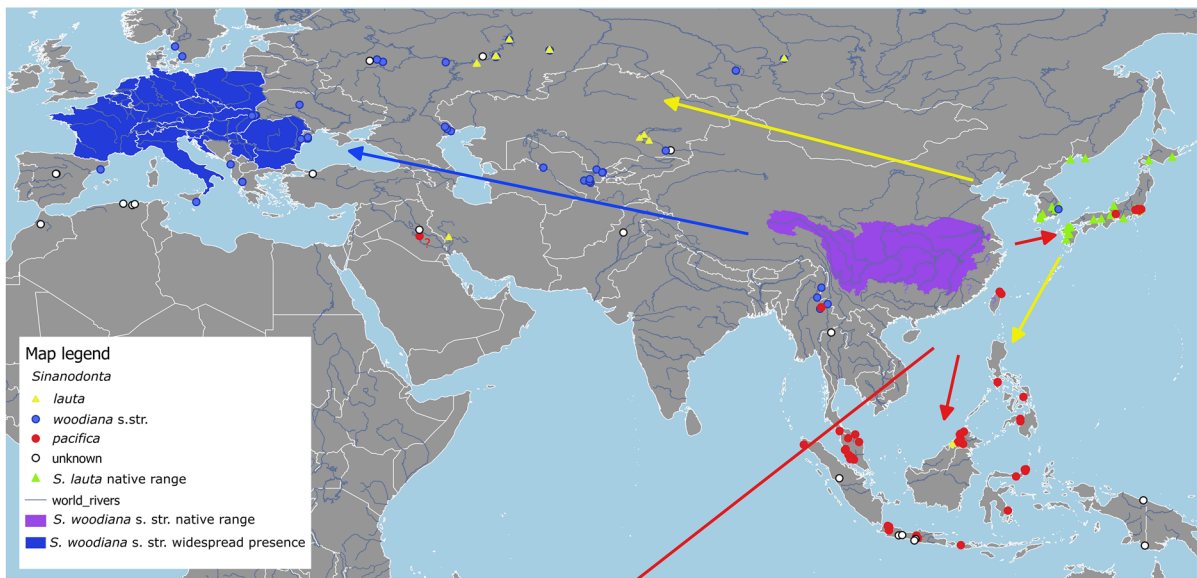 ?
Map legend
Sinanodonta
lauta
woodiana s.str.
pacifica
unknown
S. lauta native range
world_rivers
S. woodiana s. str. native range
S. woodiana s. str. widespread presence